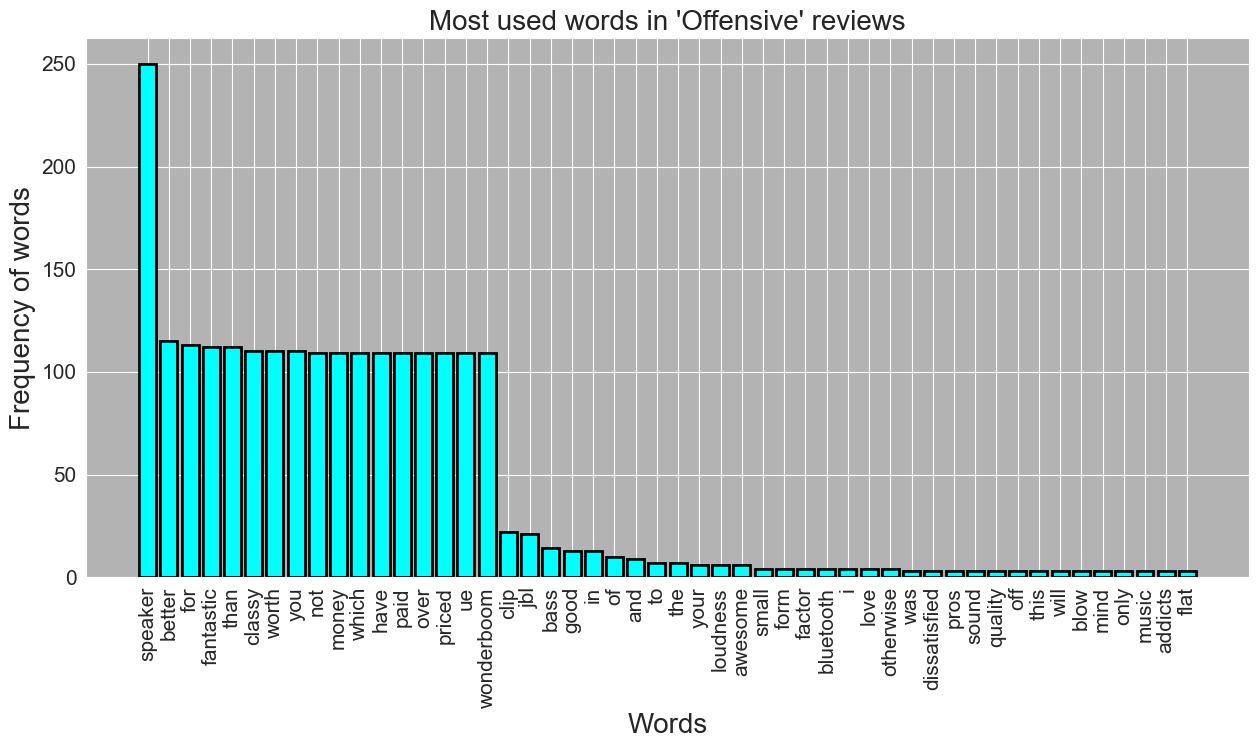 Most used words in 'Offensive' reviews
Frequency of words
250
200
150
100
50
0
speaker
better
for
fantastic
than
classy
worth
you
not
money
which
have
paid
over
priced
ue
wonderboom
clip
jbl
bass
good
in
of
and
to
the
your
loudness
awesome
small
form
factor
bluetooth
i
love
otherwise
was
dissatisfied
pros
sound
quality
off
this
will
blow
mind
only
music
addicts
flat
Words